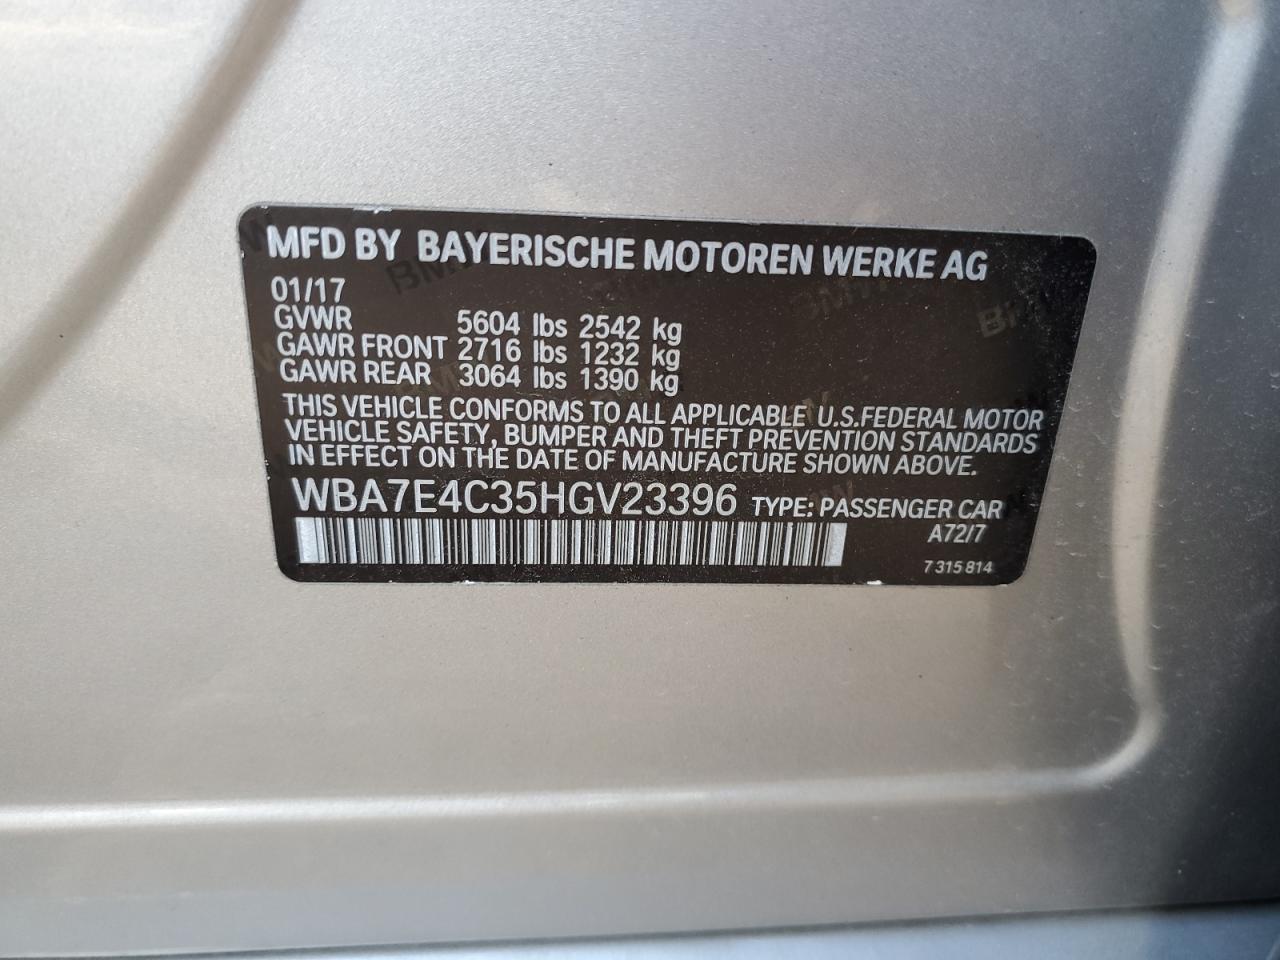 MFD BY BAYERISCHE MOTOREN WERKE AG
01/17
GVWR 5604 lbs 2542 kg
GAWR FRONT 2716 lbs 1232 kg
GAWR REAR 3064 lbs 1390 kg
THIS VEHICLE CONFORMS TO ALL APPLICABLE U.S.FEDERAL MOTOR
VEHICLE SAFETY, BUMPER AND THEFT PREVENTION STANDARDS
IN EFFECT ON THE DATE OF MANUFACTURE SHOWN ABOVE.
WBA7E4C35HGV23396 TYPE: PASSENGER CAR
A72/7
7 315 814